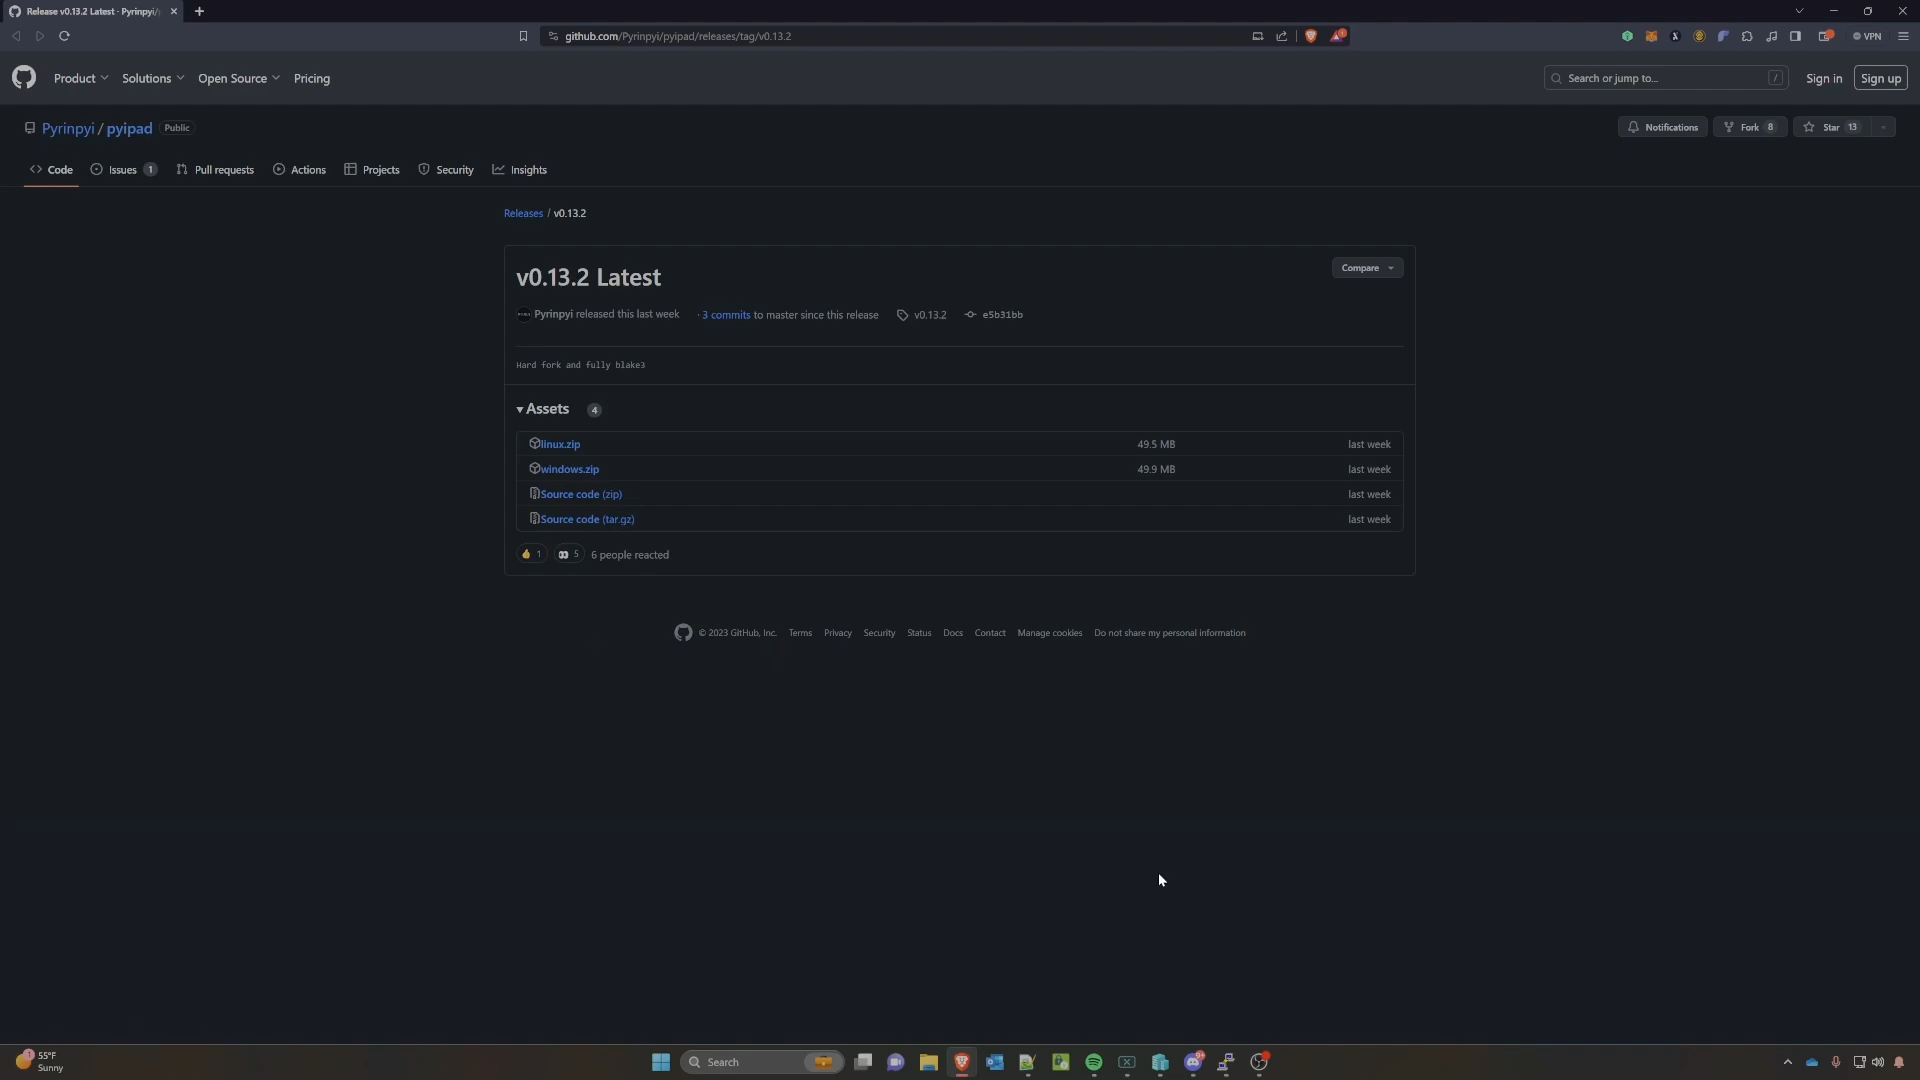 Release v0.13.2 Latest · Pyrinpyi/
github.com/Pyrinpyi/pyipad/releases/tag/v0.13.2
VPN
Product
Solutions
Open Source
Pricing
Search or jump to...
/
Sign in
Sign up
Pyrinpyi / pyipad
Public
Notifications
Fork 8
Star 13
Code
Issues 1
Pull requests
Actions
Projects
Security
Insights
Releases / v0.13.2
v0.13.2 Latest
Compare
Pyrinpyi released this last week
· 3 commits to master since this release
v0.13.2
e5b31bb
Hard fork and fully blake3
Assets 4
linux.zip
49.5 MB
last week
windows.zip
49.9 MB
last week
Source code (zip)
last week
Source code (tar.gz)
last week
1
5
6 people reacted
© 2023 GitHub, Inc.
Terms
Privacy
Security
Status
Docs
Contact
Manage cookies
Do not share my personal information
1
55°F
Sunny
Search